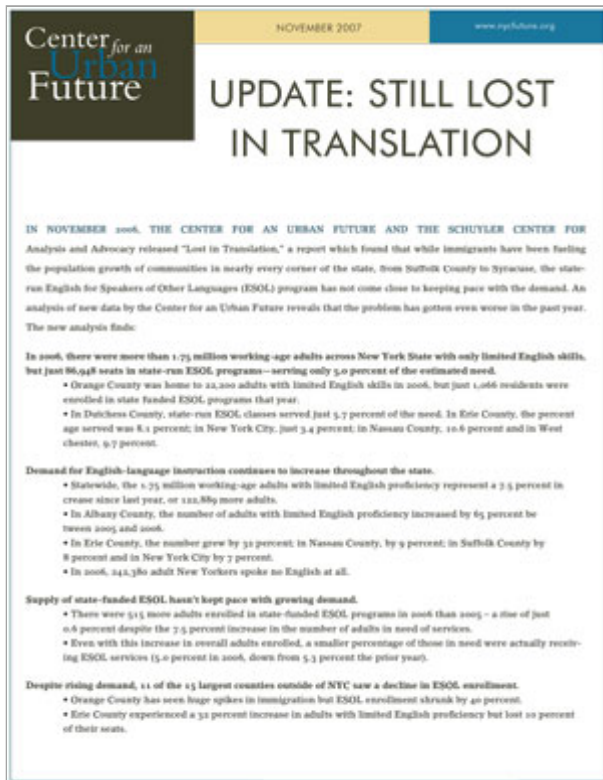 Center for an
Urban
Future
NOVEMBER 2007
www.nycfuture.org
UPDATE: STILL LOST
IN TRANSLATION
IN NOVEMBER 2006, THE CENTER FOR AN URBAN FUTURE AND THE SCHUYLER CENTER FOR
Analysis and Advocacy released "Lost in Translation," a report which found that while immigrants have been fueling
the population growth of communities in nearly every corner of the state, from Suffolk County to Syracuse, the state-
run English for Speakers of Other Languages (ESOL) program has not come close to keeping pace with the demand. An
analysis of new data by the Center for an Urban Future reveals that the problem has gotten even worse in the past year.
The new analysis finds:
In 2006, there were more than 1.75 million working-age adults across New York State with only limited English skills,
but just 86,948 seats in state-run ESOL programs—serving only 5.0 percent of the estimated need.
• Orange County was home to 22,200 adults with limited English skills in 2006, but just 1,066 residents were
enrolled in state funded ESOL programs that year.
• In Dutchess County, state-run ESOL classes served just 5.7 percent of the need. In Erie County, the percent
age served was 8.1 percent; in New York City, just 3.4 percent; in Nassau County, 10.6 percent and in West
chester, 9.7 percent.
Demand for English-language instruction continues to increase throughout the state.
• Statewide, the 1.75 million working-age adults with limited English proficiency represent a 7.5 percent in
crease since last year, or 122,889 more adults.
• In Albany County, the number of adults with limited English proficiency increased by 65 percent be
tween 2005 and 2006.
• In Erie County, the number grew by 32 percent; in Nassau County, by 9 percent; in Suffolk County by
8 percent and in New York City by 7 percent.
• In 2006, 242,380 adult New Yorkers spoke no English at all.
Supply of state-funded ESOL hasn't kept pace with growing demand.
• There were 515 more adults enrolled in state-funded ESOL programs in 2006 than 2005 – a rise of just
0.6 percent despite the 7.5 percent increase in the number of adults in need of services.
• Even with this increase in overall adults enrolled, a smaller percentage of those in need were actually receiv-
ing ESOL services (5.0 percent in 2006, down from 5.3 percent the prior year).
Despite rising demand, 11 of the 15 largest counties outside of NYC saw a decline in ESOL enrollment.
• Orange County has seen huge spikes in immigration but ESOL enrollment shrunk by 40 percent.
• Erie County experienced a 32 percent increase in adults with limited English proficiency but lost 10 percent
of their seats.